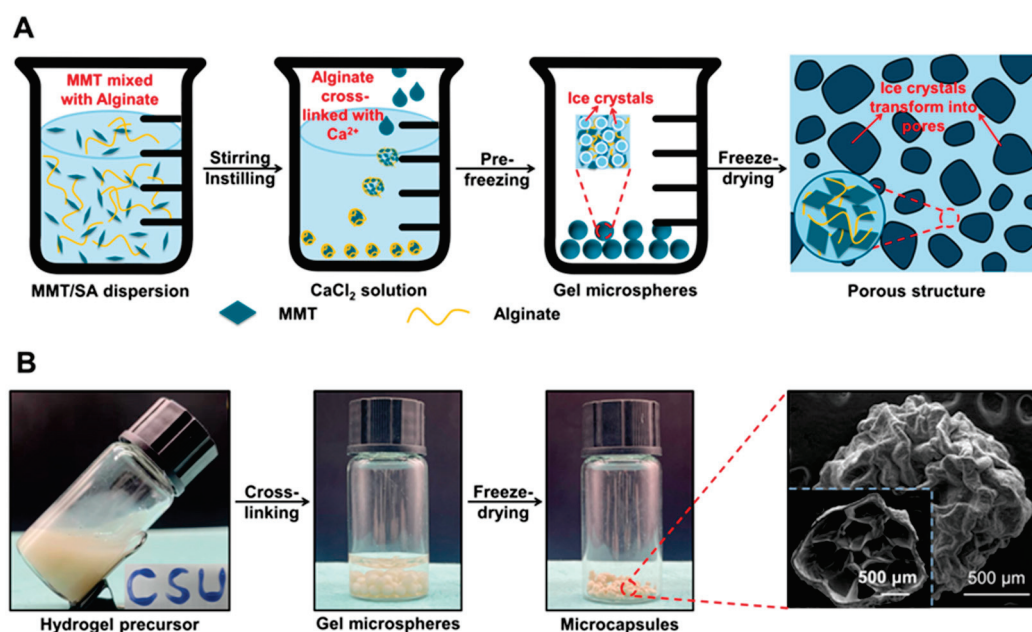 A
MMT mixed
with Alginate
Alginate
cross-
linked with
Ca²⁺
Ice crystals
Ice crystals
transform into
pores
Stirring
Instilling
Pre-
freezing
Freeze-
drying
MMT/SA dispersion
CaCl₂ solution
Gel microspheres
Porous structure
MMT
Alginate
B
CSU
Cross-
linking
Freeze-
drying
500 μm
500 μm
Hydrogel precursor
Gel microspheres
Microcapsules